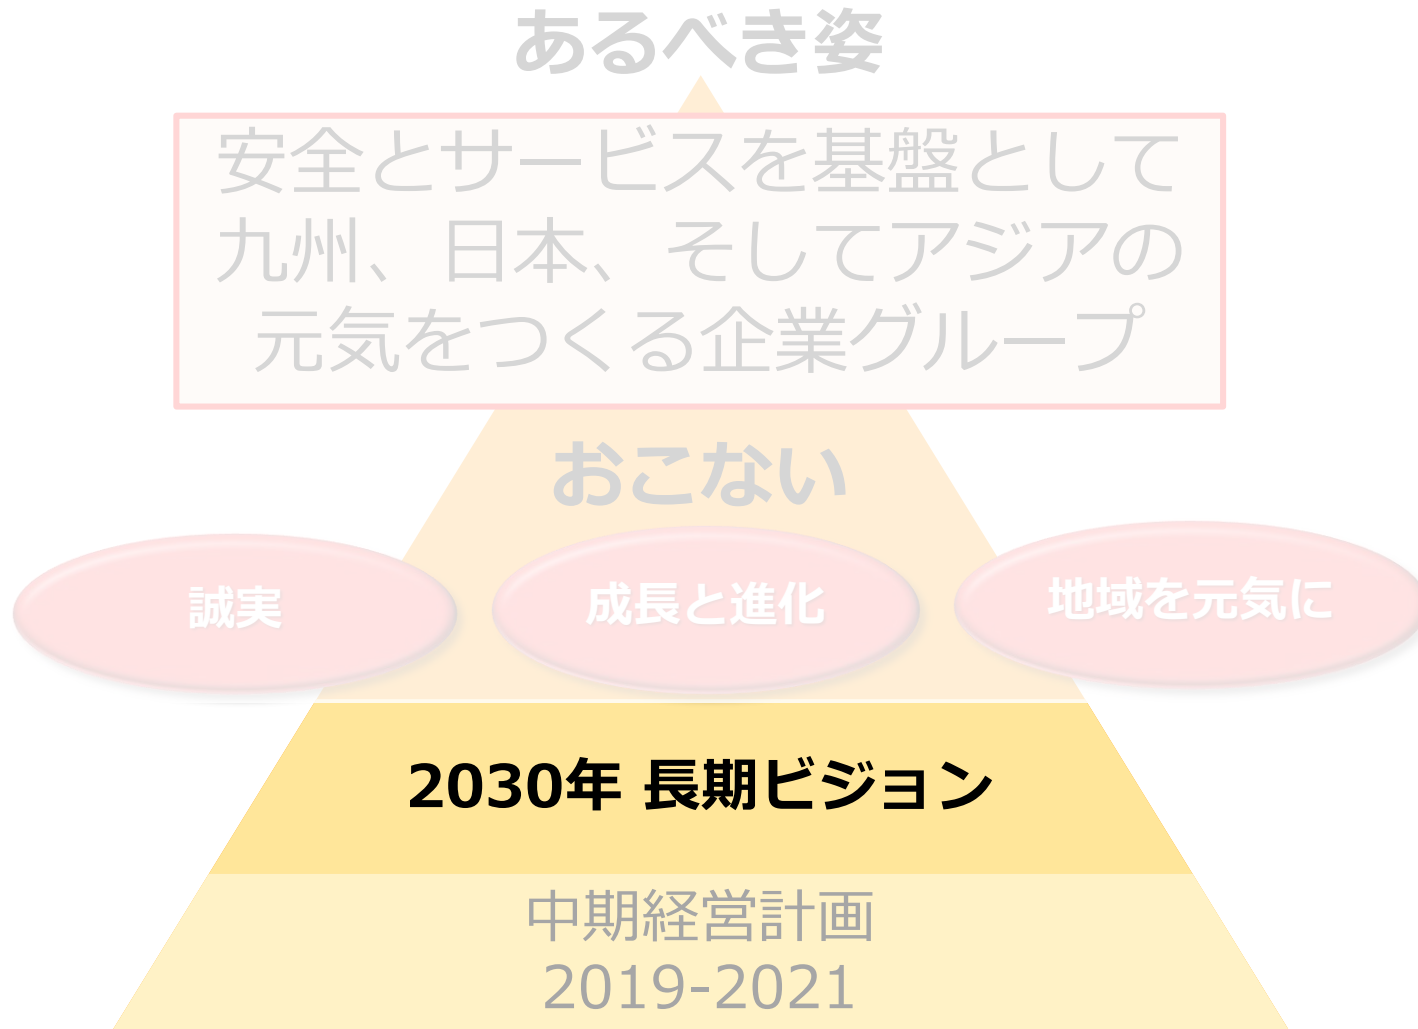 あるべき姿
安全とサービスを基盤として
九州、日本、そしてアジアの
元気をつくる企業グループ
おこない
誠実
成長と進化
地域を元気に
2030年 長期ビジョン
中期経営計画
2019-2021